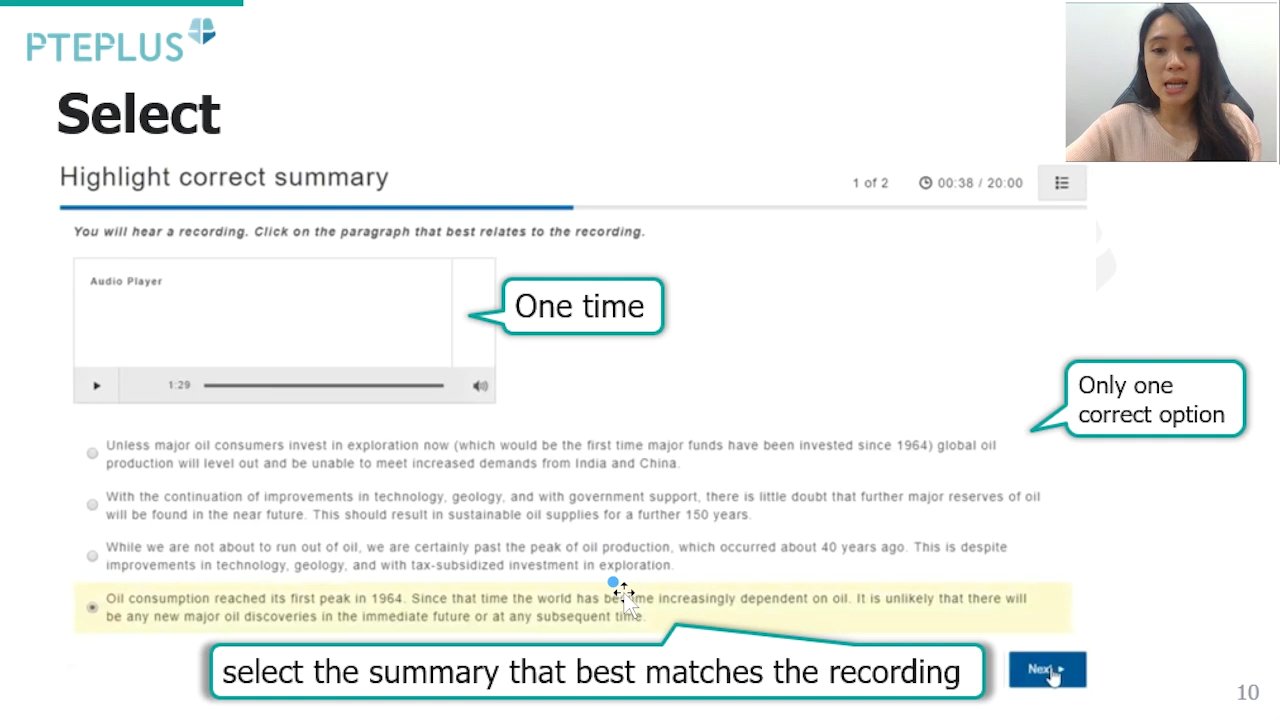 PTEPLUS
Select
Highlight correct summary
1 of 2
00:38 / 20:00
You will hear a recording. Click on the paragraph that best relates to the recording.
Audio Player
One time
1:29
Only one
correct option
Unless major oil consumers invest in exploration now (which would be the first time major funds have been invested since 1964) global oil
production will level out and be unable to meet increased demands from India and China.
With the continuation of improvements in technology, geology, and with government support, there is little doubt that further major reserves of oil
will be found in the near future. This should result in sustainable oil supplies for a further 150 years.
While we are not about to run out of oil, we are certainly past the peak of oil production, which occurred about 40 years ago. This is despite
improvements in technology, geology, and with tax-subsidized investment in exploration.
Oil consumption reached its first peak in 1964. Since that time the world has become increasingly dependent on oil. It is unlikely that there will
be any new major oil discoveries in the immediate future or at any subsequent time.
select the summary that best matches the recording
Next
10